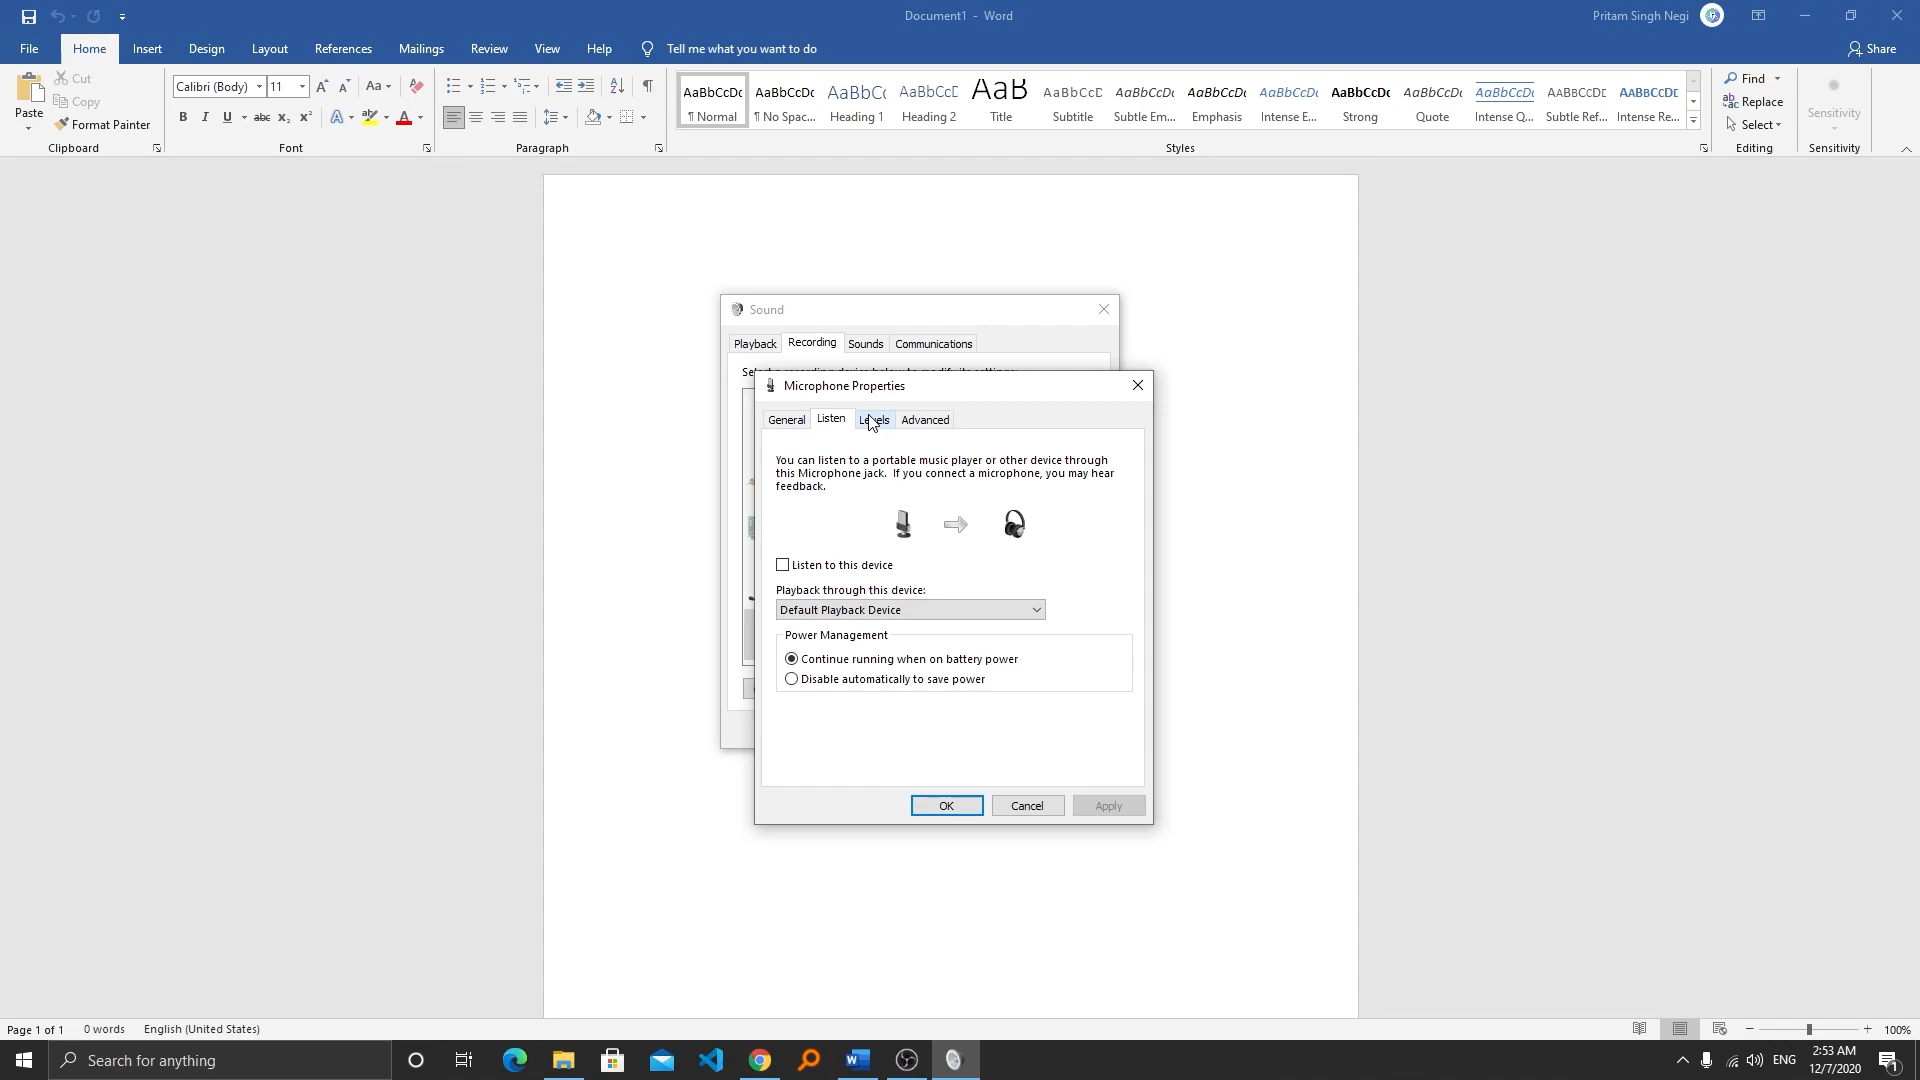 Document1 - Word
Pritam Singh Negi
File Home Insert Design Layout References Mailings Review View Help Tell me what you want to do Share
Paste
Cut
Copy
Format Painter
Clipboard
Calibri (Body) 11
Aa
B I U abc x₂ x²
A A
Font
Paragraph
AaBbCcDc AaBbCcDc AaBbCc AaBbCcD AaB AaBbCcD AaBbCcDc AaBbCcDc AaBbCcDc AaBbCcDc AaBbCcDc AaBbCcDc AABBCCDE AABBCCDE
¶ Normal ¶ No Spac... Heading 1 Heading 2 Title Subtitle Subtle Em... Emphasis Intense E... Strong Quote Intense Q... Subtle Ref... Intense Re...
Styles
Find
Replace
Select
Editing
Sensitivity
Sensitivity
Sound
Playback Recording Sounds Communications
Microphone Properties
General Listen Levels Advanced
You can listen to a portable music player or other device through
this Microphone jack. If you connect a microphone, you may hear
feedback.
Listen to this device
Playback through this device:
Default Playback Device
Power Management
Continue running when on battery power
Disable automatically to save power
OK Cancel Apply
Page 1 of 1 0 words English (United States) 100%
Search for anything
ENG
2:53 AM
12/7/2020
1